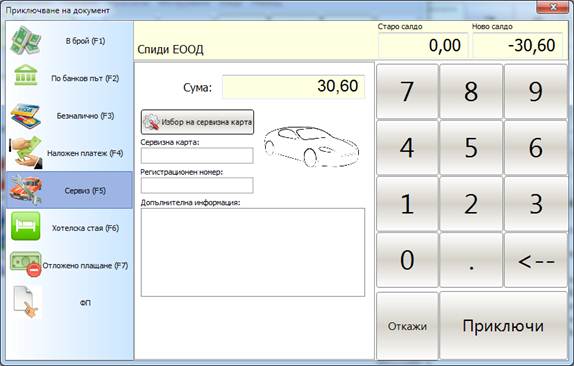 Приключване на документ
В брой (F1)
По банков път (F2)
Безналично (F3)
Наложен платеж (F4)
Сервиз (F5)
Хотелска стая (F6)
Отложено плащане (F7)
ФП
Спиди ЕООД
Старо салдо
0,00
Ново салдо
-30,60
Сума:
30,60
Избор на сервизна карта
Сервизна карта:
Регистрационен номер:
Допълнителна информация:
7 8 9
4 5 6
1 2 3
0 . <--
Откажи
Приключи